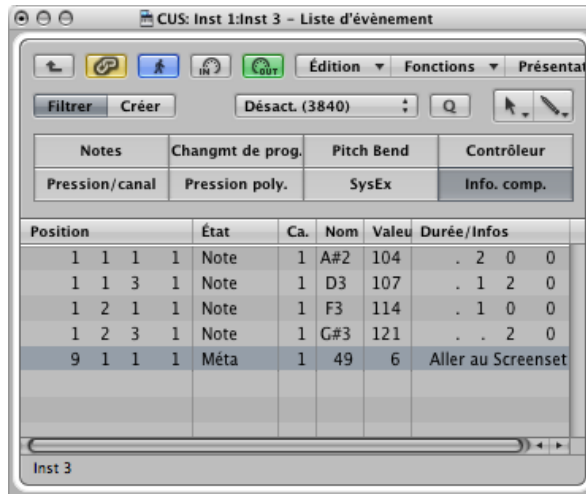 CUS: Inst 1:Inst 3 – Liste d'évènement
IN OUT Édition Fonctions Présentat
Filtrer Créer Désact. (3840) Q
Notes Changmt de prog. Pitch Bend Contrôleur
Pression/canal Pression poly. SysEx Info. comp.
Position État Ca. Nom Valeu Durée/Infos
1 1 1 1 Note 1 A#2 104 . 2 0 0
1 1 3 1 Note 1 D3 107 . 1 2 0
1 2 1 1 Note 1 F3 114 . 1 0 0
1 2 3 1 Note 1 G#3 121 . . 2 0
9 1 1 1 Méta 1 49 6 Aller au Screenset
Inst 3